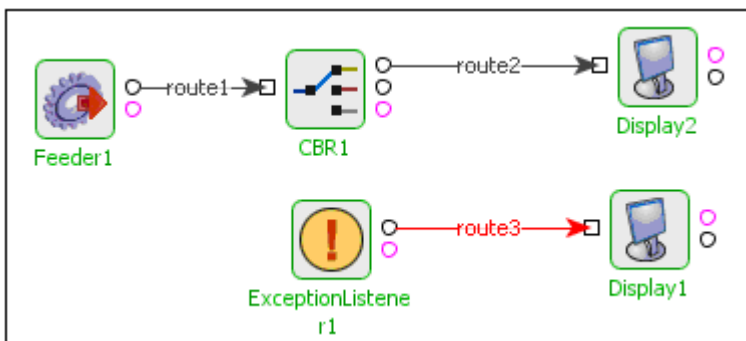 route1
route2
Feeder1
CBR1
Display2
route3
ExceptionListene
r1
Display1